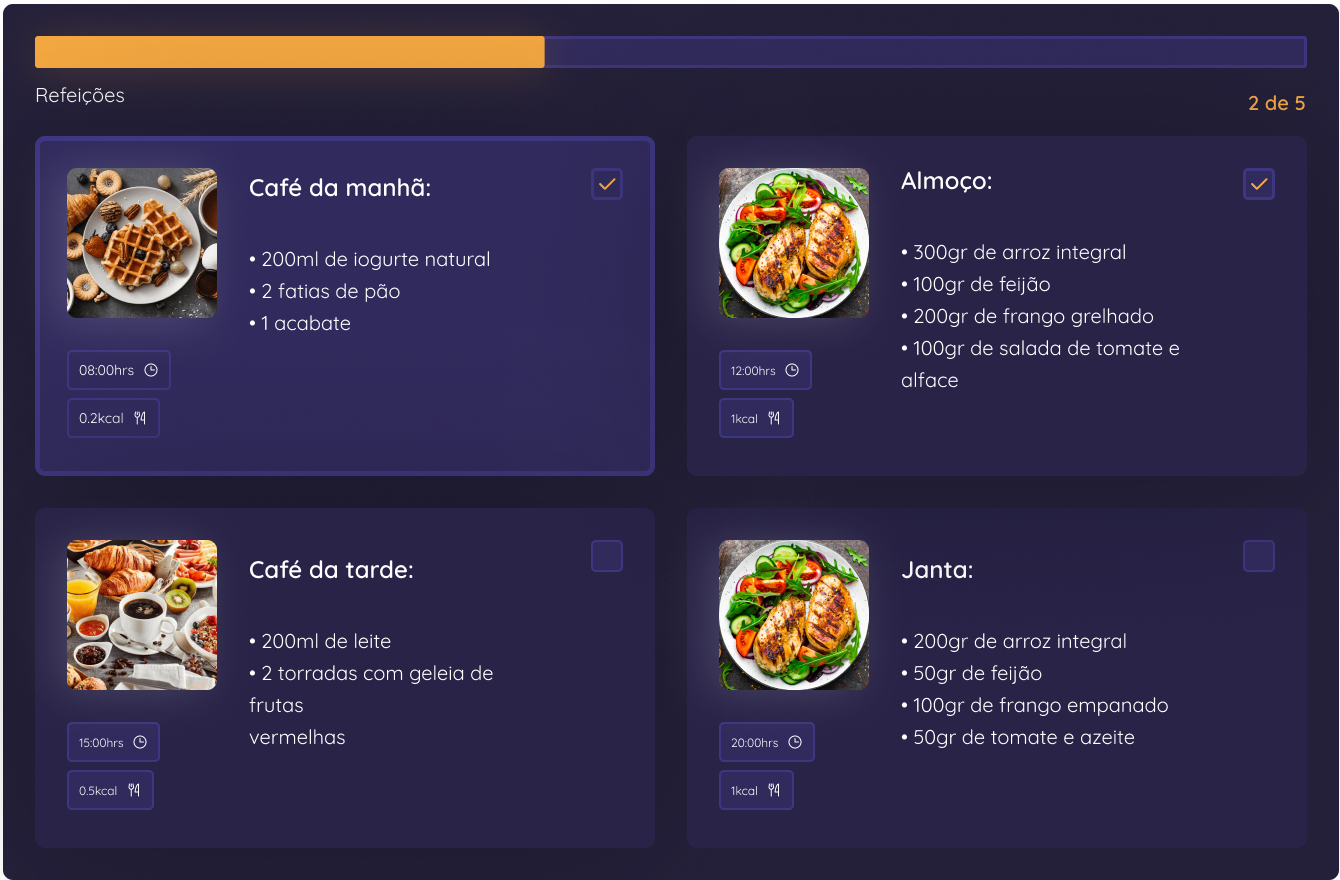 Refeições
2 de 5
Café da manhã:
• 200ml de iogurte natural
• 2 fatias de pão
• 1 acabate
08:00hrs
0.2kcal
Almoço:
• 300gr de arroz integral
• 100gr de feijão
• 200gr de frango grelhado
• 100gr de salada de tomate e
alface
12:00hrs
1kcal
Café da tarde:
• 200ml de leite
• 2 torradas com geleia de
frutas
vermelhas
15:00hrs
0.5kcal
Janta:
• 200gr de arroz integral
• 50gr de feijão
• 100gr de frango empanado
• 50gr de tomate e azeite
20:00hrs
1kcal